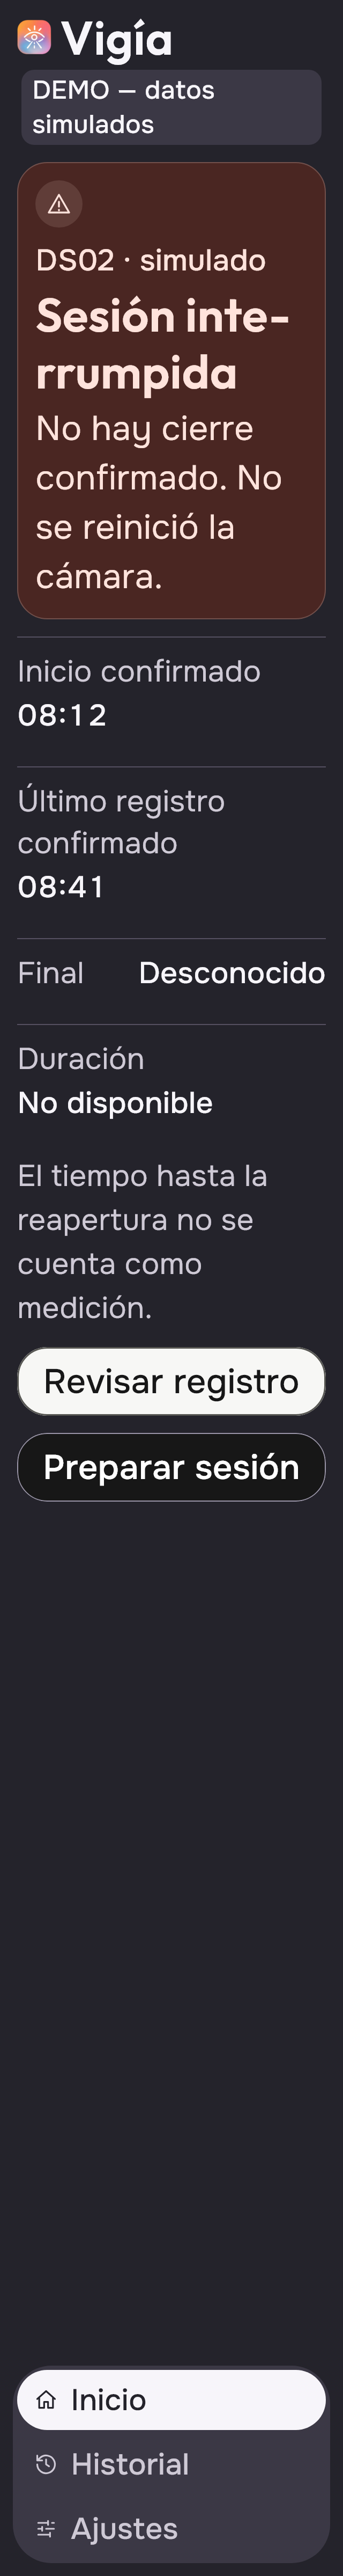 Vigía
DEMO – datos
simulados
DS02 · simulado
Sesión inte-
rrumpida
No hay cierre
confirmado. No
se reinició la
cámara.
Inicio confirmado
08:12
Último registro
confirmado
08:41
Final Desconocido
Duración
No disponible
El tiempo hasta la
reapertura no se
cuenta como
medición.
Revisar registro
Preparar sesión
Inicio
Historial
Ajustes